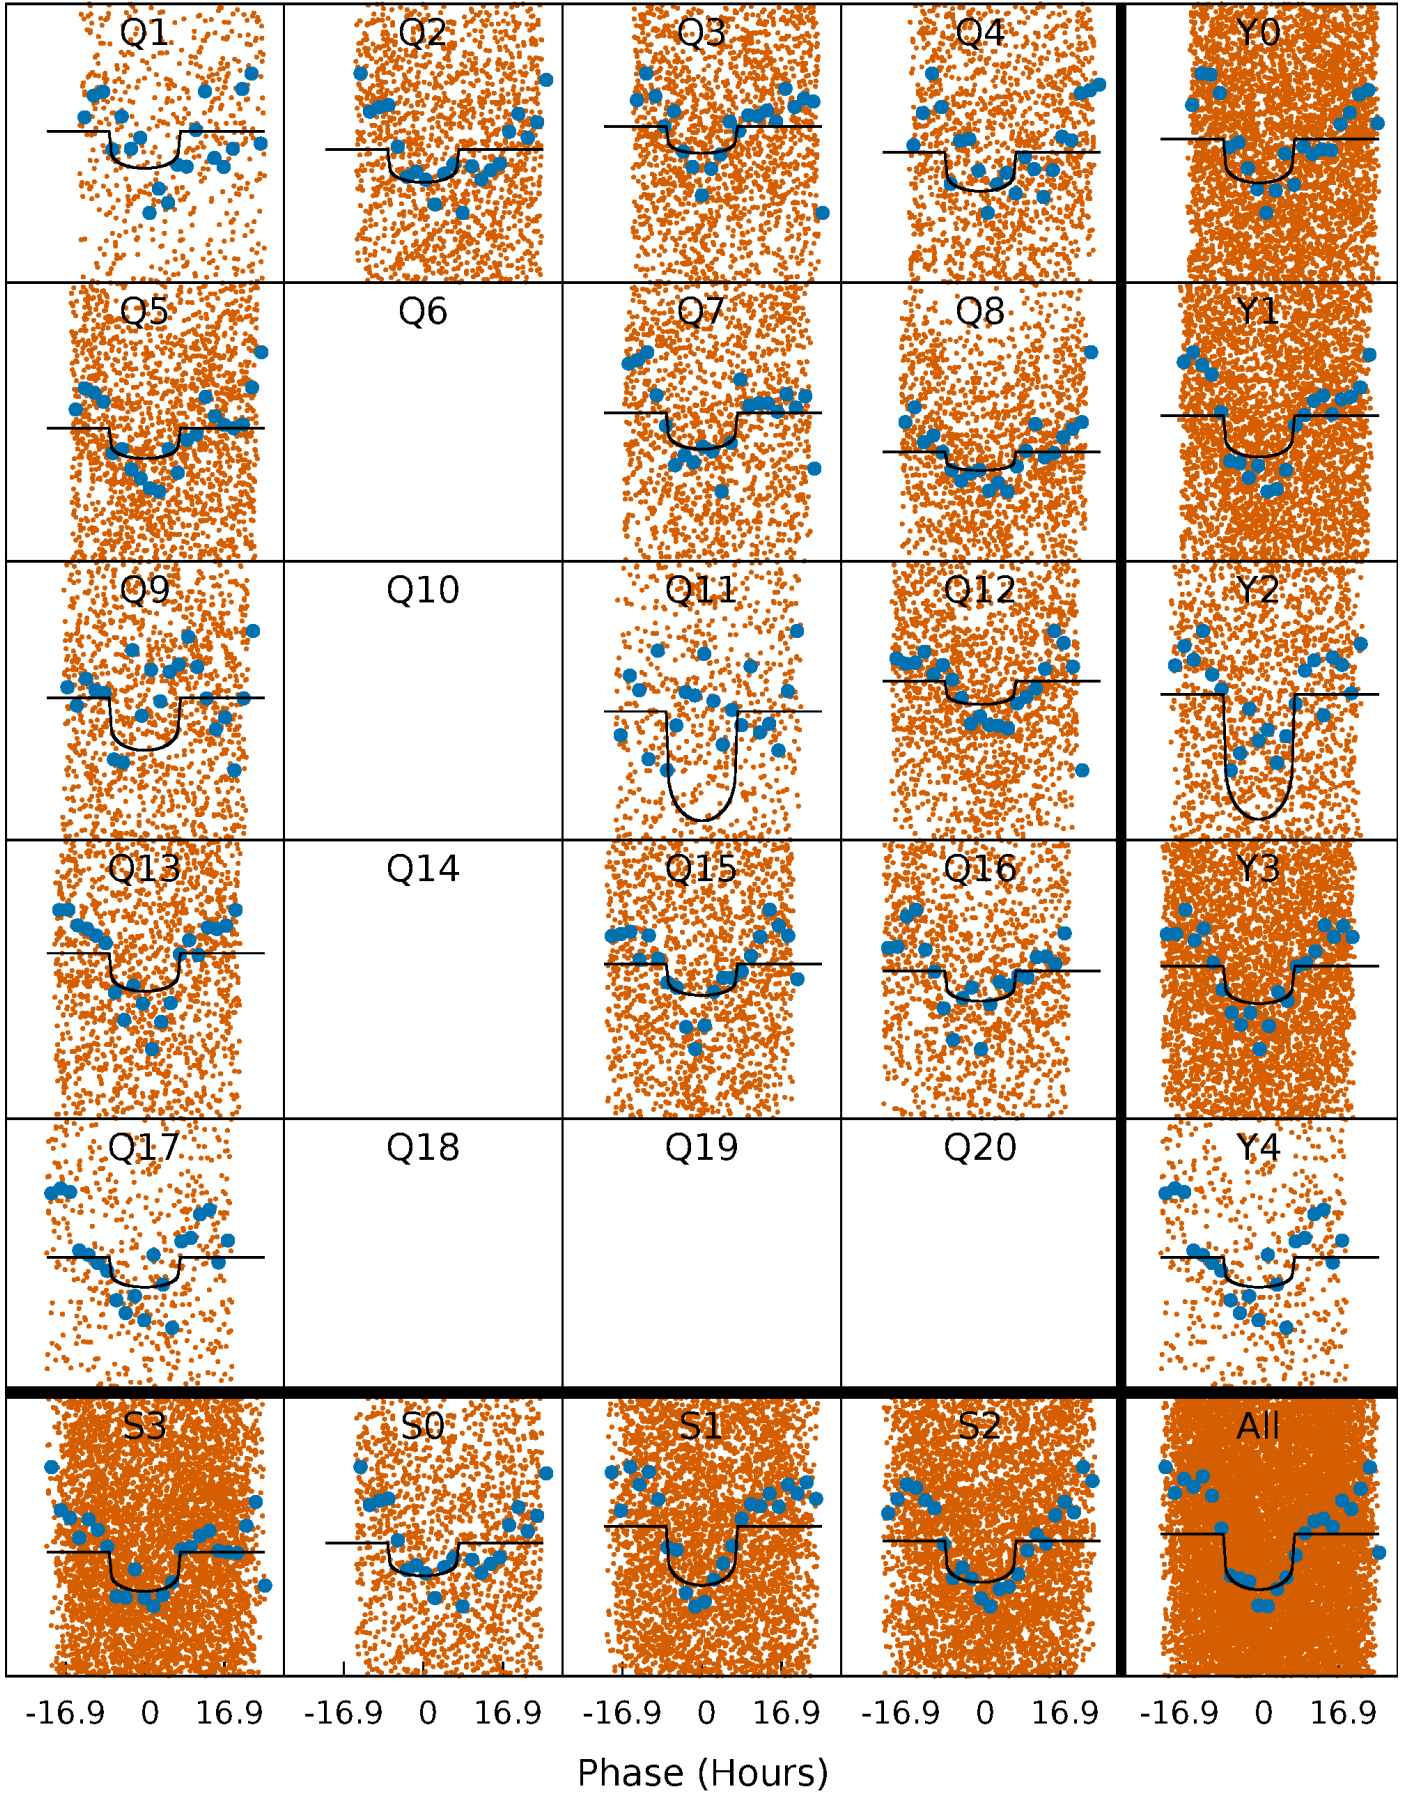 Q1 Q2 Q3 Q4 Y0
Q5 Q6 Q7 Q8 Y1
Q9 Q10 Q11 Q12 Y2
Q13 Q14 Q15 Q16 Y3
Q17 Q18 Q19 Q20 Y4
S3 S0 S1 S2 All
-16.9 0 16.9 -16.9 0 16.9 -16.9 0 16.9 -16.9 0 16.9 -16.9 0 16.9
Phase (Hours)